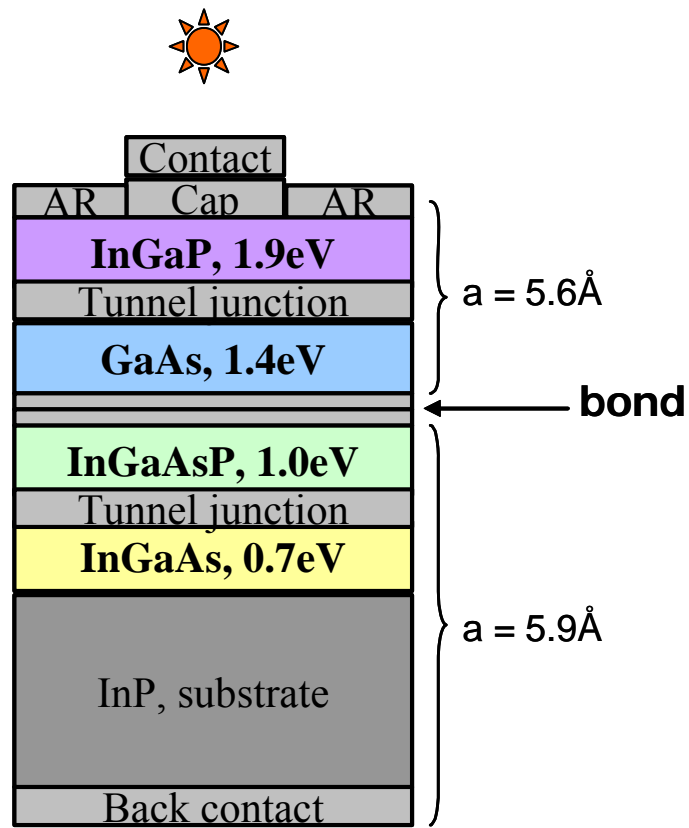 Contact
AR Cap AR
InGaP, 1.9eV
Tunnel junction
a = 5.6Å
GaAs, 1.4eV
bond
InGaAsP, 1.0eV
Tunnel junction
InGaAs, 0.7eV
a = 5.9Å
InP, substrate
Back contact